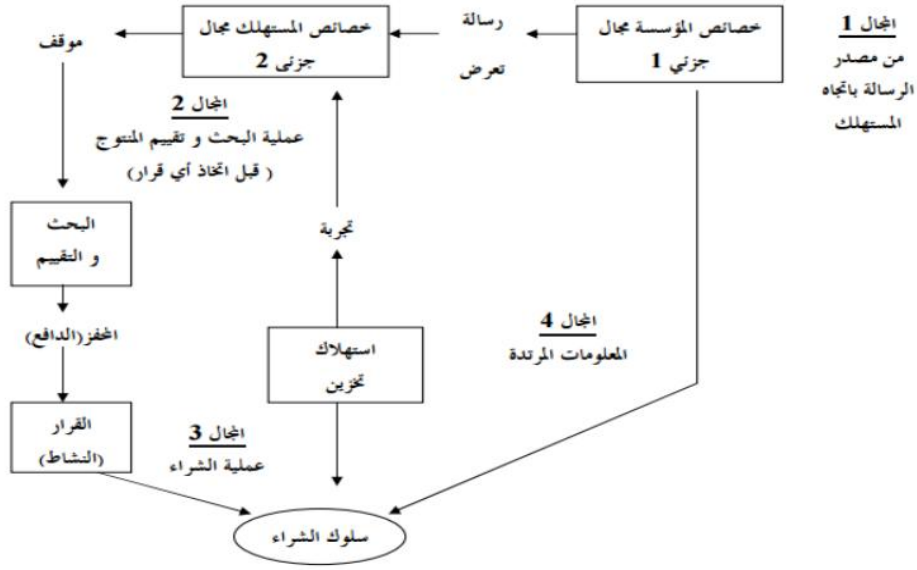 المجال 1
من مصدر
الرسالة باتجاه
المستهلك
خصائص المؤسسة مجال
جزئي 1
رسالة
تعرض
خصائص المستهلك مجال
جزئى 2
موقف
المجال 2
عملية البحث و تقييم المنتوج
( قبل اتخاذ أي قرار)
البحث
و التقييم
المحفز(الدافع)
القرار
(النشاط)
تجربة
استهلاك
تخزين
المجال 3
عملية الشراء
المجال 4
المعلومات المرتدة
سلوك الشراء